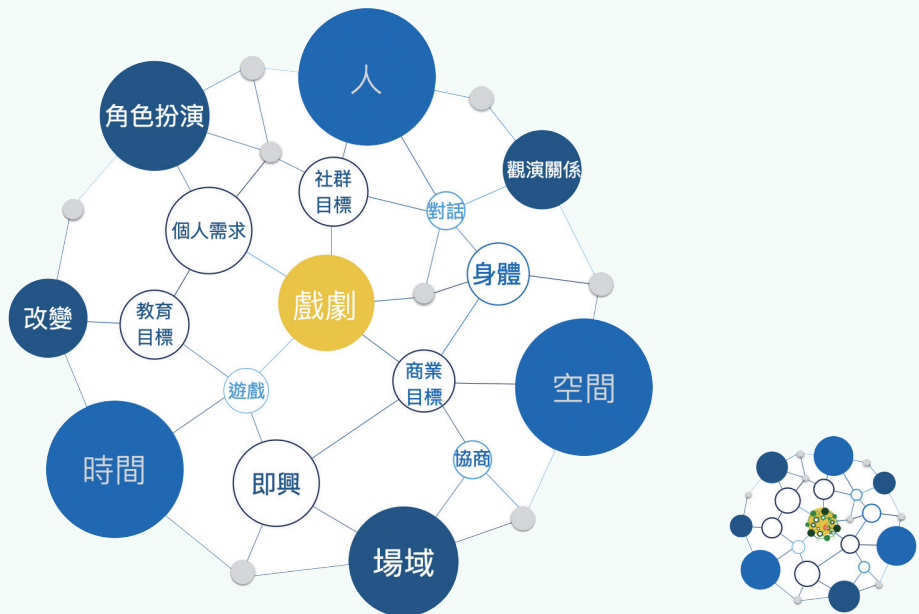 人
角色扮演
觀演關係
社群
目標
對話
個人需求
身體
戲劇
改變
教育
目標
商業
目標
空間
遊戲
時間
協商
即興
場域